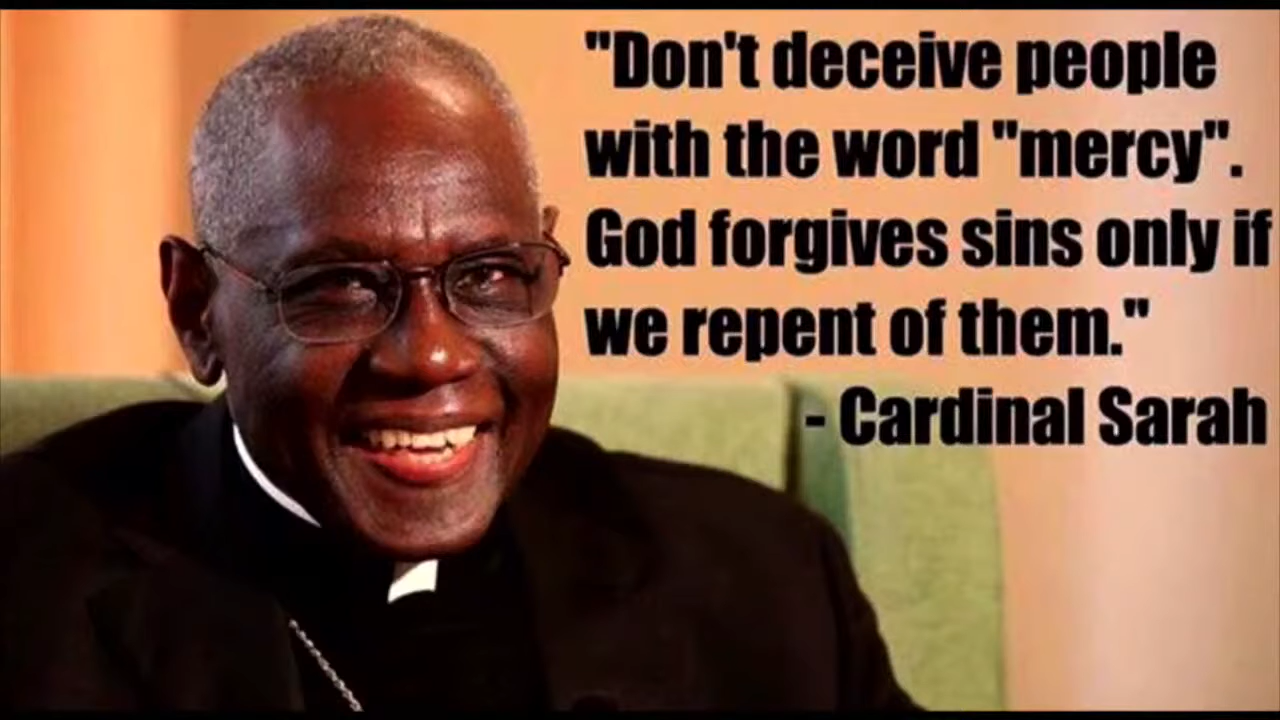 "Don't deceive people
with the word "mercy".
God forgives sins only if
we repent of them."
- Cardinal Sarah